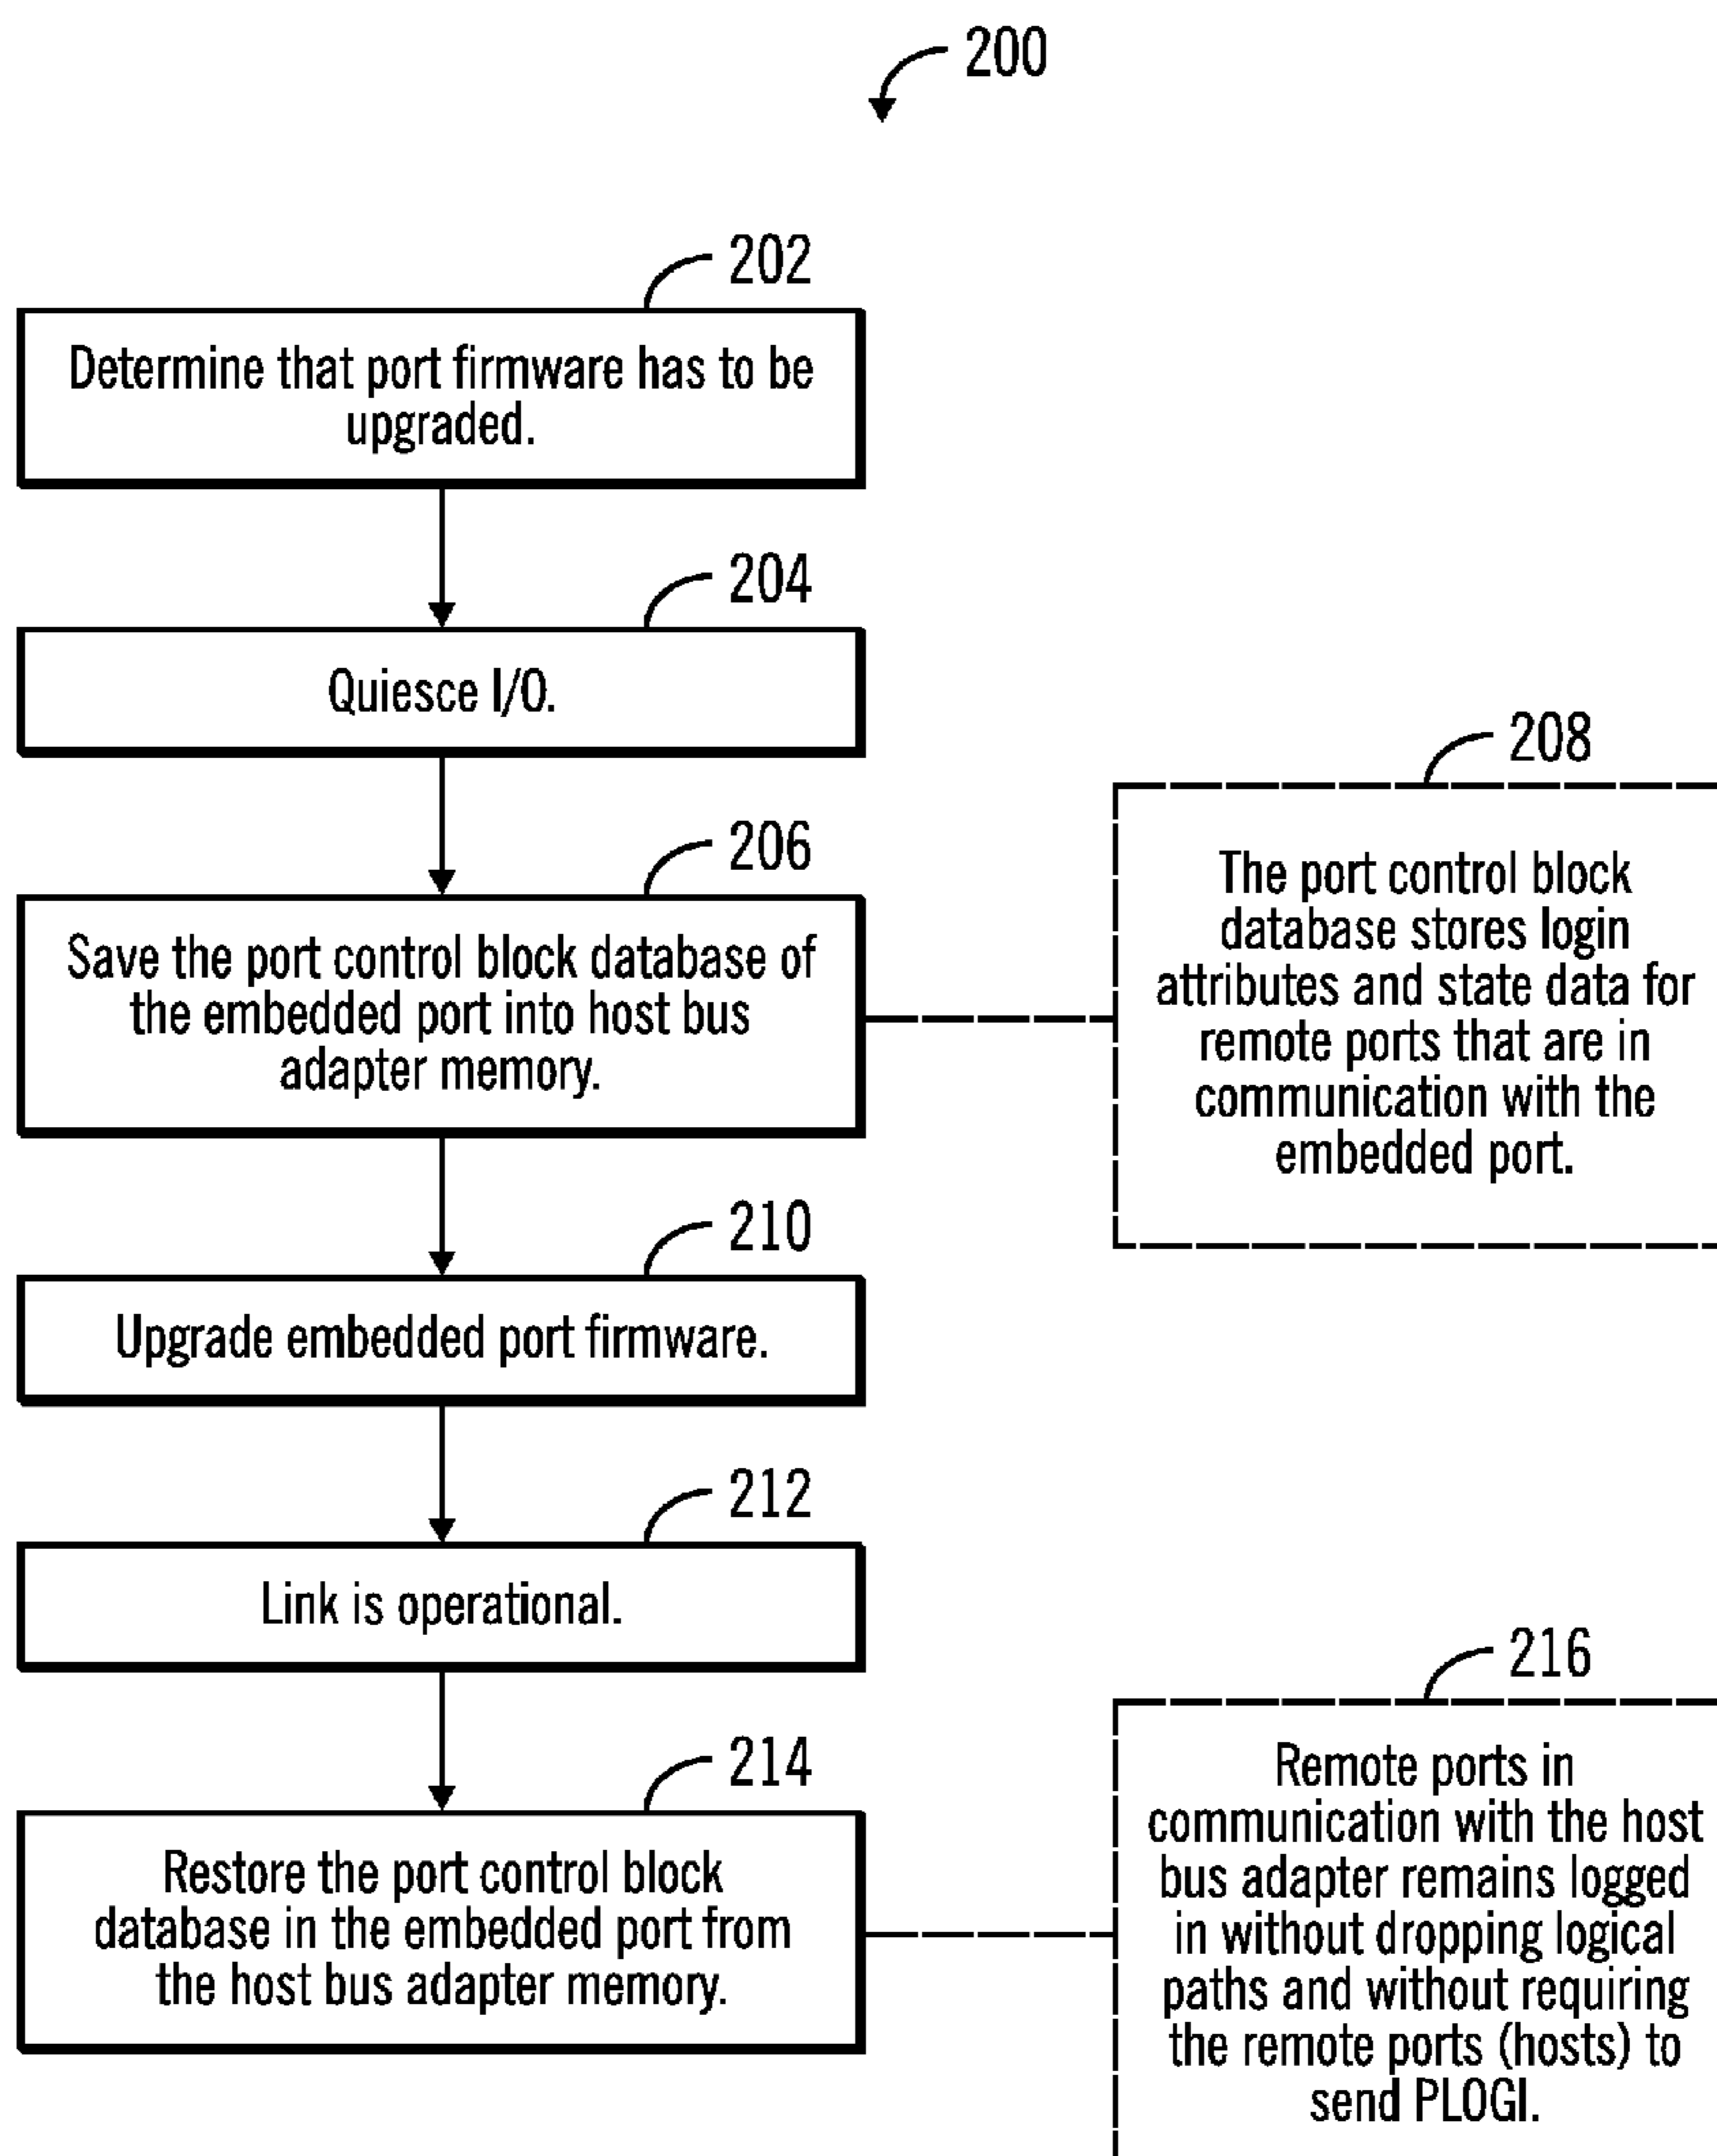 200
202
Determine that port firmware has to be
upgraded.
204
Quiesce I/O.
206
Save the port control block database of
the embedded port into host bus
adapter memory.
208
The port control block
database stores login
attributes and state data for
remote ports that are in
communication with the
embedded port.
210
Upgrade embedded port firmware.
212
Link is operational.
214
Restore the port control block
database in the embedded port from
the host bus adapter memory.
216
Remote ports in
communication with the host
bus adapter remains logged
in without dropping logical
paths and without requiring
the remote ports (hosts) to
send PLOGI.